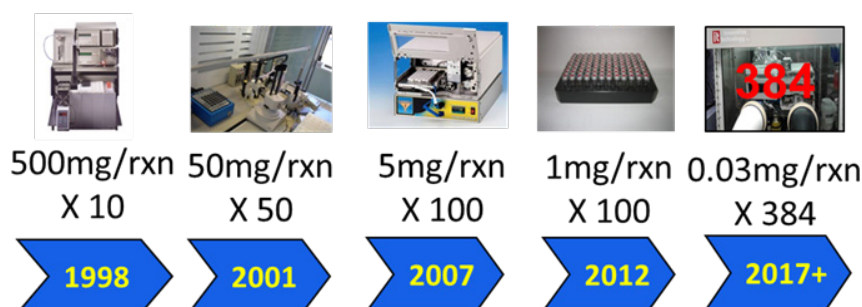 384
500mg/rxn 50mg/rxn 5mg/rxn 1mg/rxn 0.03mg/rxn
X 10 X 50 X 100 X 100 X 384
1998 2001 2007 2012 2017+